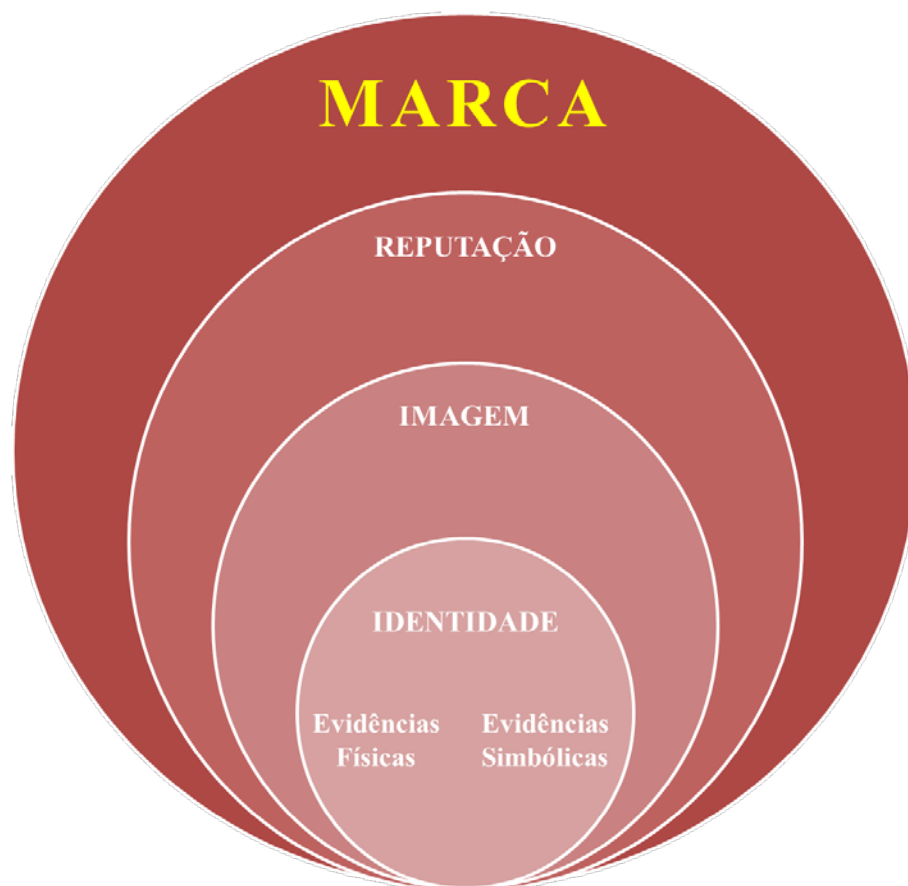 MARCA
REPUTAÇÃO
IMAGEM
IDENTIDADE
Evidências Evidências
Físicas Simbólicas